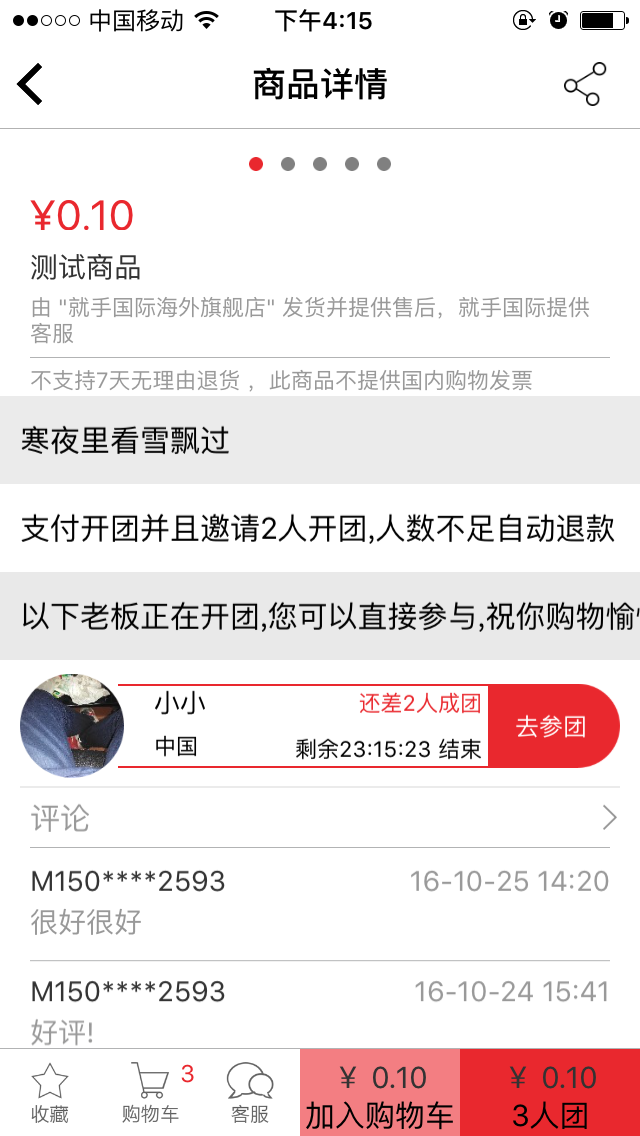 中国移动 下午4:15
商品详情
¥0.10
测试商品
由 "就手国际海外旗舰店" 发货并提供售后，就手国际提供
客服
不支持7天无理由退货 ，此商品不提供国内购物发票
寒夜里看雪飘过
支付开团并且邀请2人开团,人数不足自动退款
以下老板正在开团,您可以直接参与,祝你购物愉
小小 还差2人成团
去参团
中国 剩余23:15:23 结束
评论
M150****2593 16-10-25 14:20
很好很好
M150****2593 16-10-24 15:41
好评!
3 ¥ 0.10 ¥ 0.10
收藏 购物车 客服 加入购物车 3人团